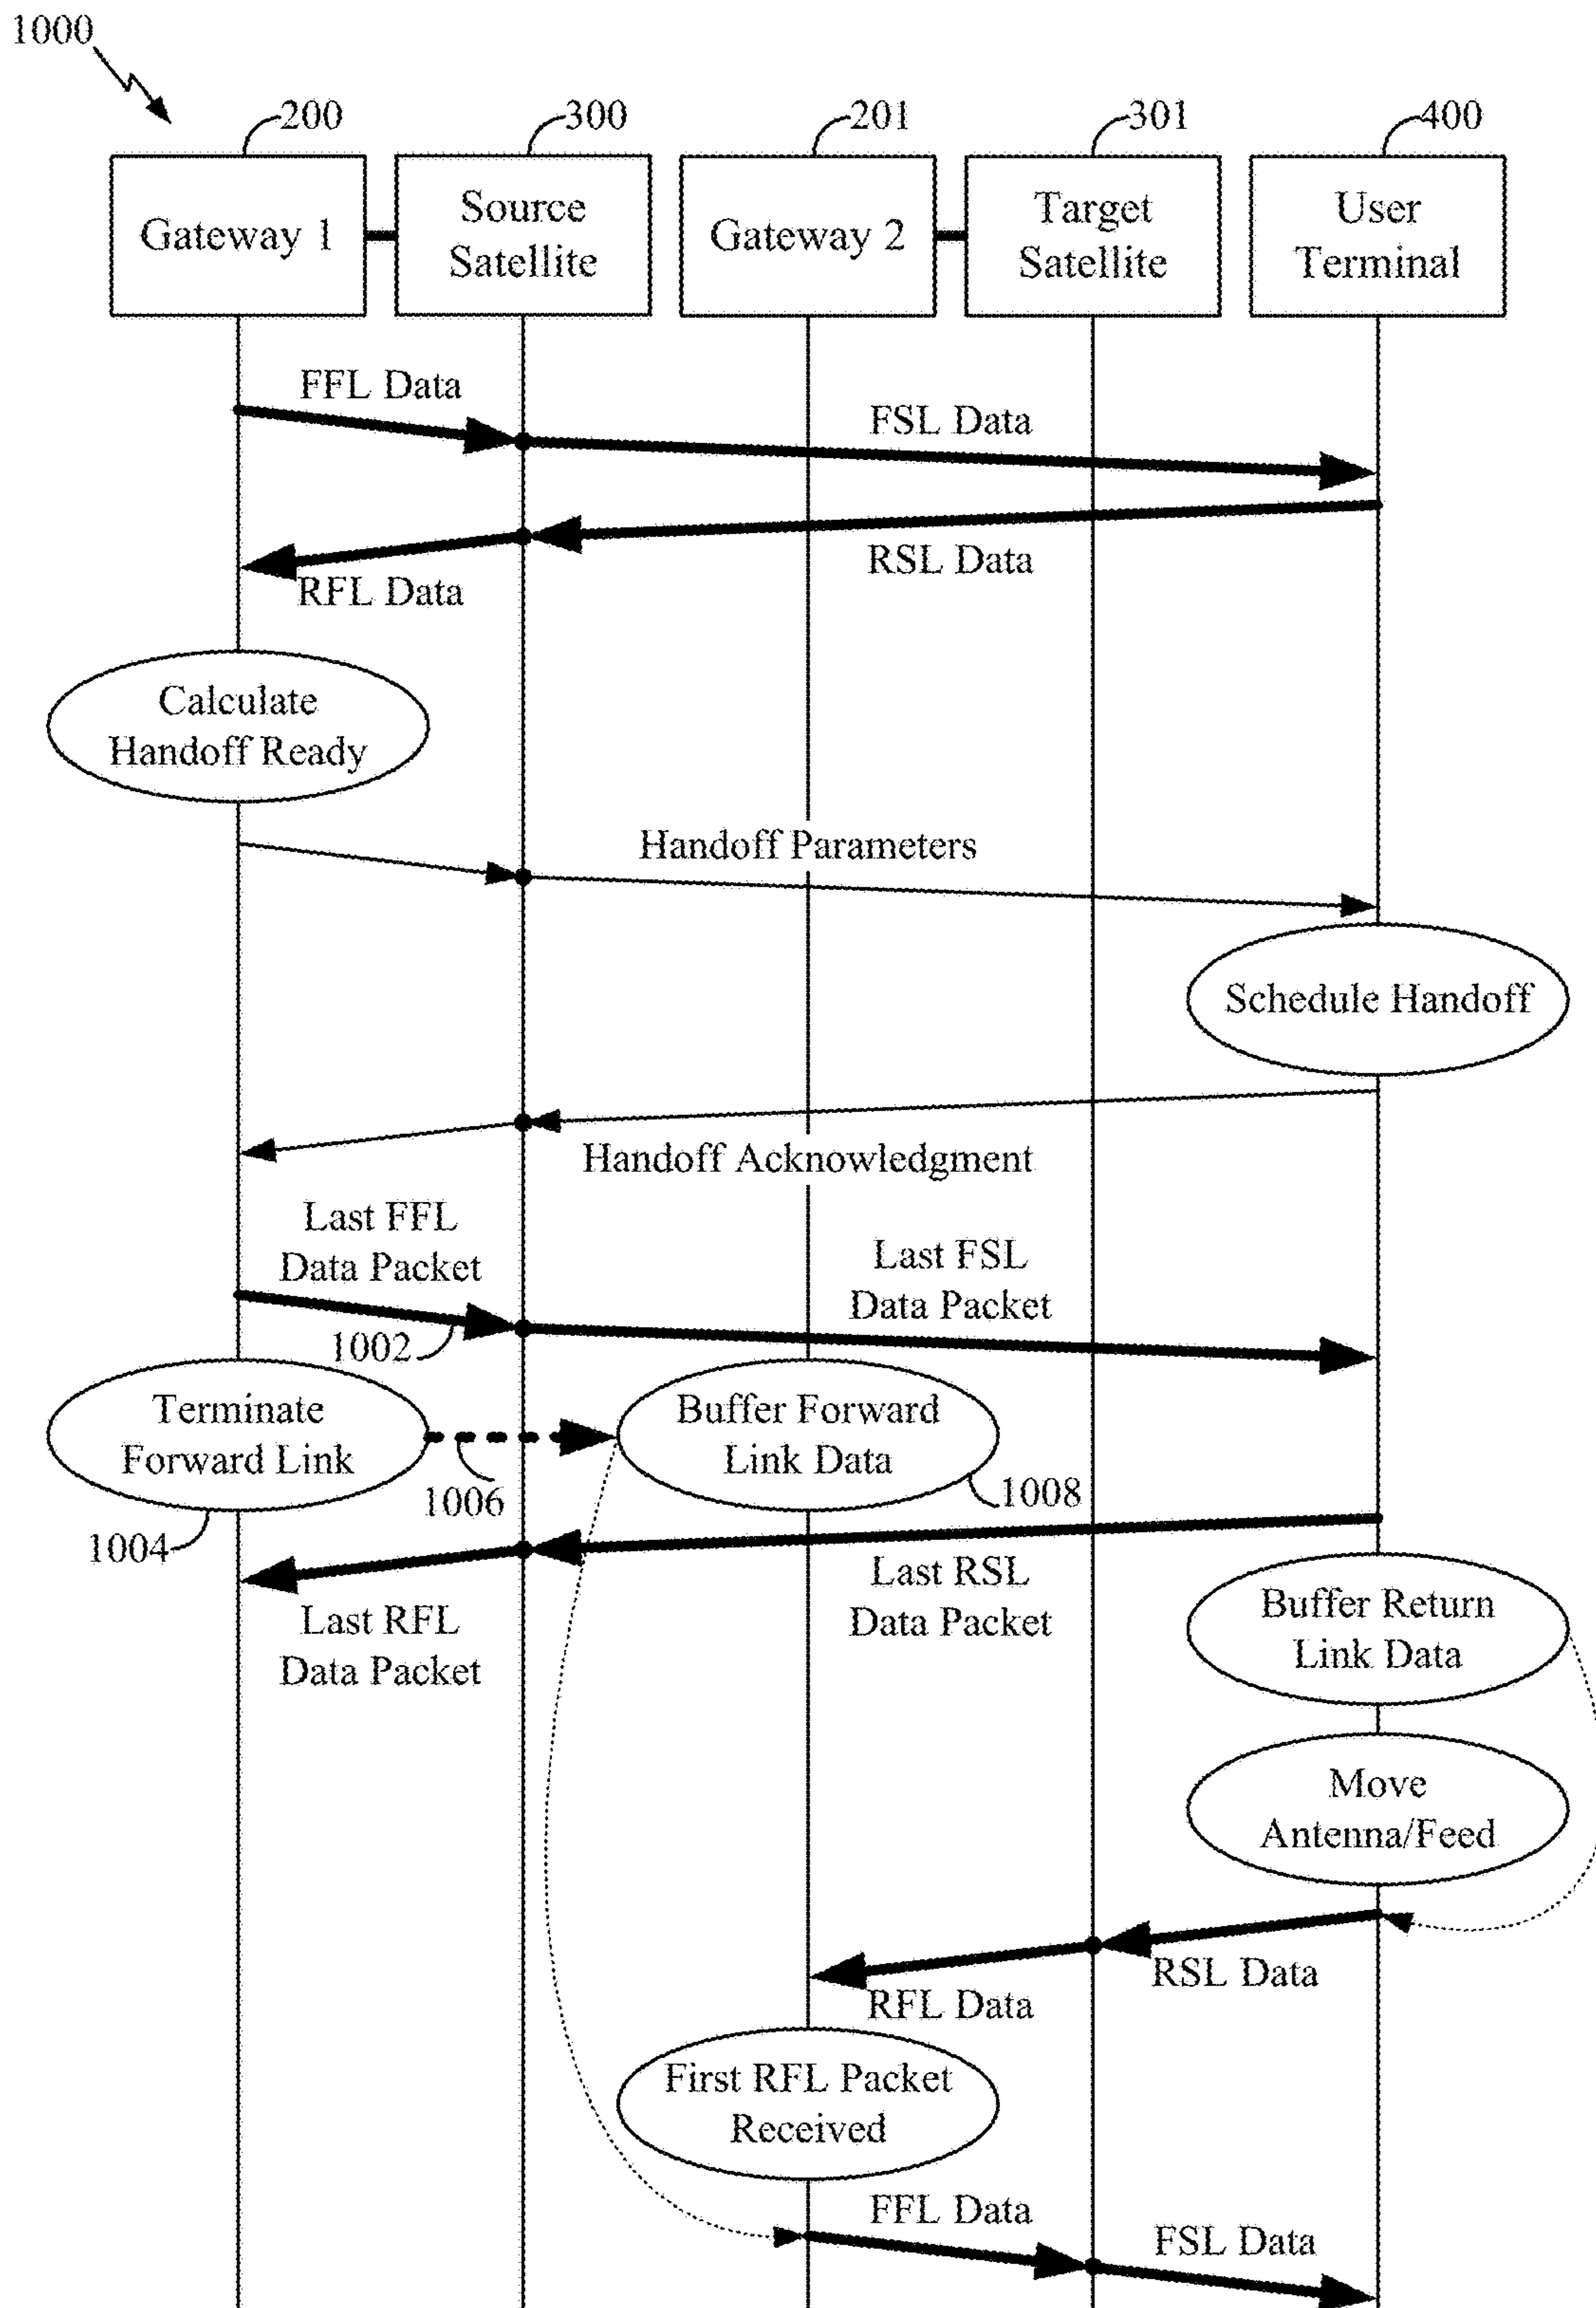 1000
200
300
201
301
400
Gateway 1
Source
Satellite
Gateway 2
Target
Satellite
User
Terminal
FFL Data
FSL Data
RSL Data
RFL Data
Calculate
Handoff Ready
Handoff Parameters
Schedule Handoff
Handoff Acknowledgment
Last FFL
Data Packet
Last FSL
Data Packet
1002
Terminate
Forward Link
Buffer Forward
Link Data
1006
1008
1004
Last RSL
Data Packet
Last RFL
Data Packet
Buffer Return
Link Data
Move
Antenna/Feed
RSL Data
RFL Data
First RFL Packet
Received
FFL Data
FSL Data